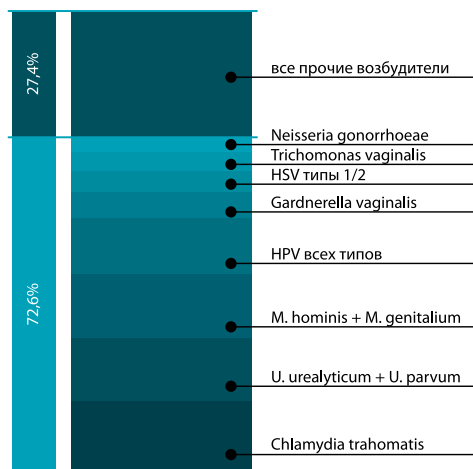 27,4%
все прочие возбудители
72,6%
Neisseria gonorrhoeae
Trichomonas vaginalis
HSV типы 1/2
Gardnerella vaginalis
HPV всех типов
M. hominis + M. genitalium
U. urealyticum + U. parvum
Chlamydia trahomatis